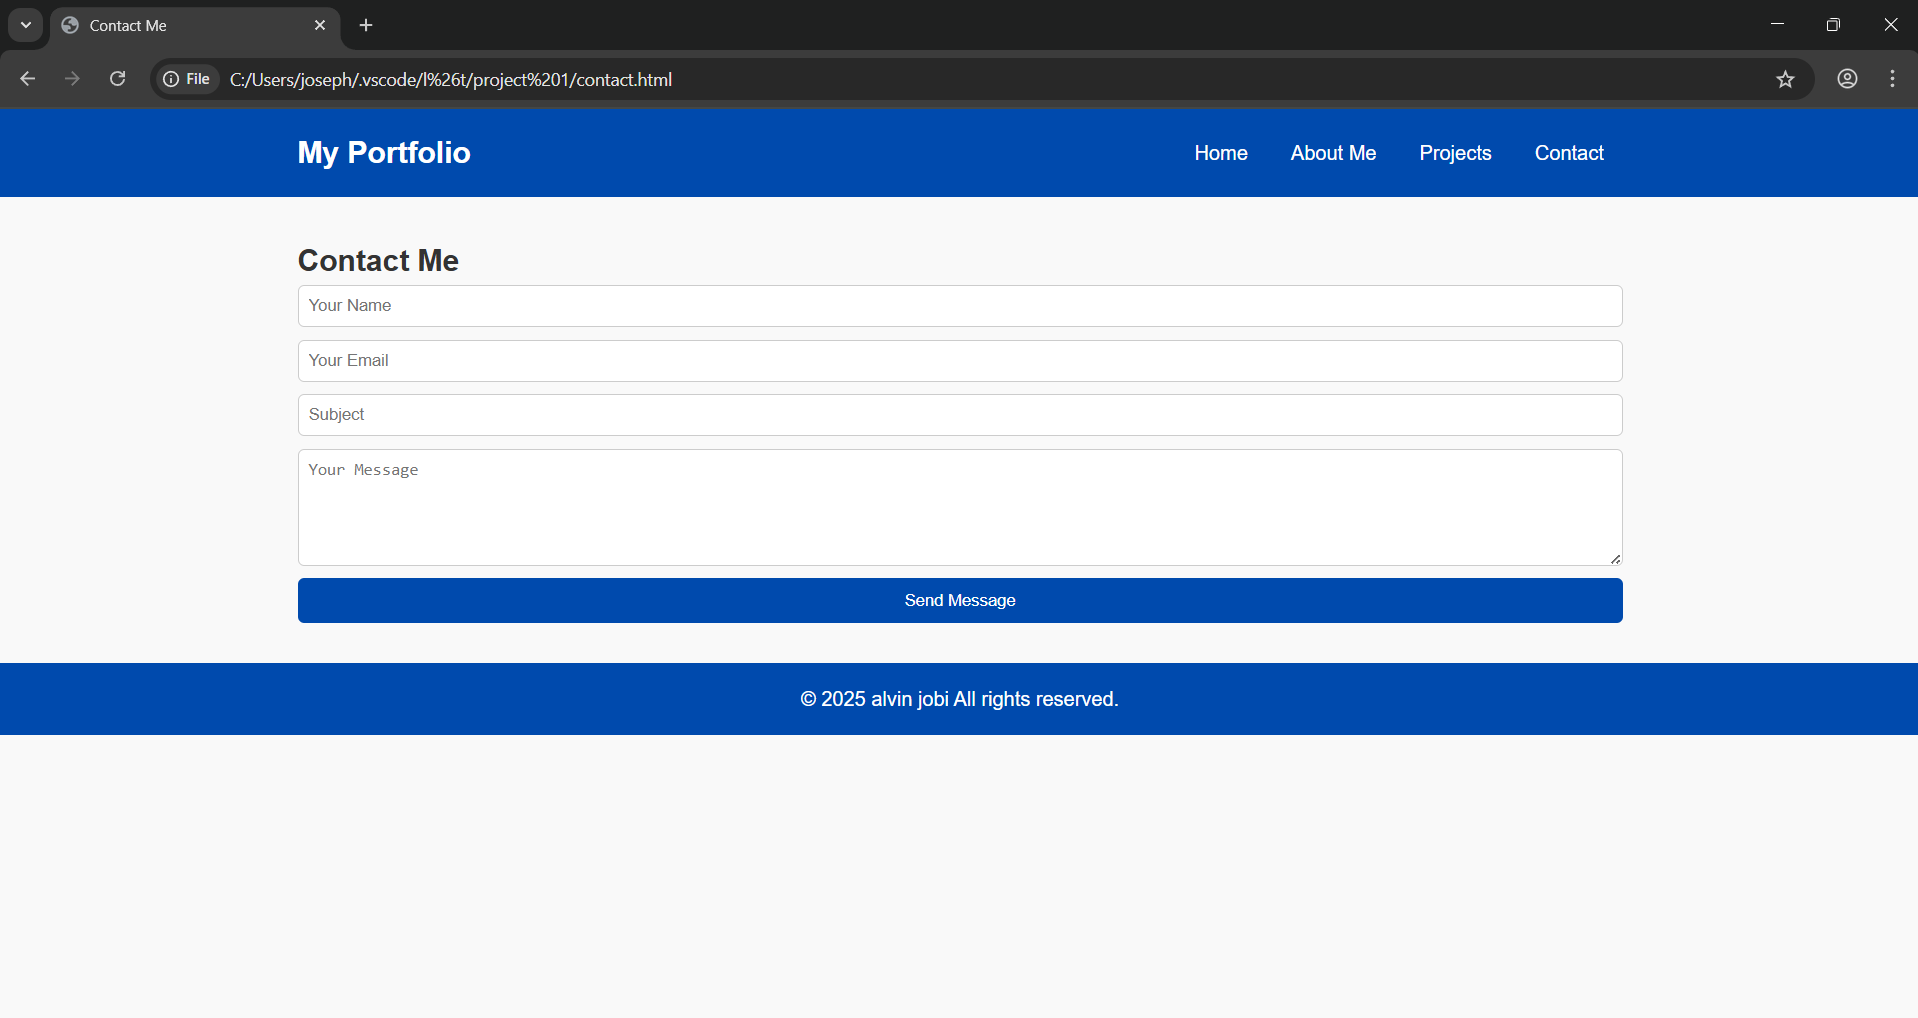 Contact Me
File C:/Users/joseph/.vscode/l%26t/project%201/contact.html
My Portfolio Home About Me Projects Contact
Contact Me
Your Name
Your Email
Subject
Your Message
Send Message
© 2025 alvin jobi All rights reserved.